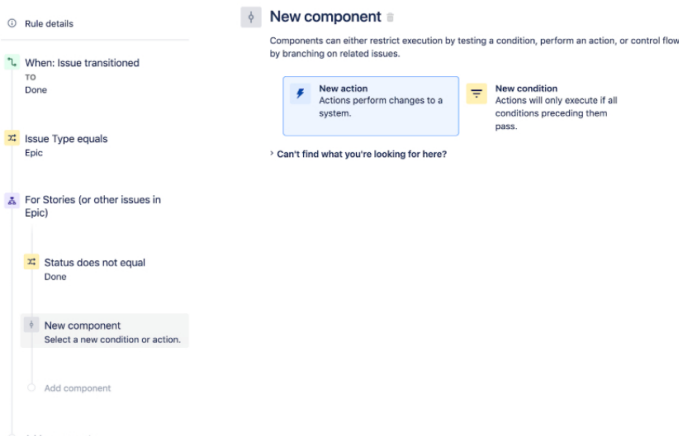 Rule details
When: Issue transitioned
TO
Done
Issue Type equals
Epic
For Stories (or other issues in
Epic)
Status does not equal
Done
New component
Select a new condition or action.
Add component
New component
Components can either restrict execution by testing a condition, perform an action, or control flow
by branching on related issues.
New action
Actions perform changes to a
system.
New condition
Actions will only execute if all
conditions preceding them
pass.
Can't find what you're looking for here?